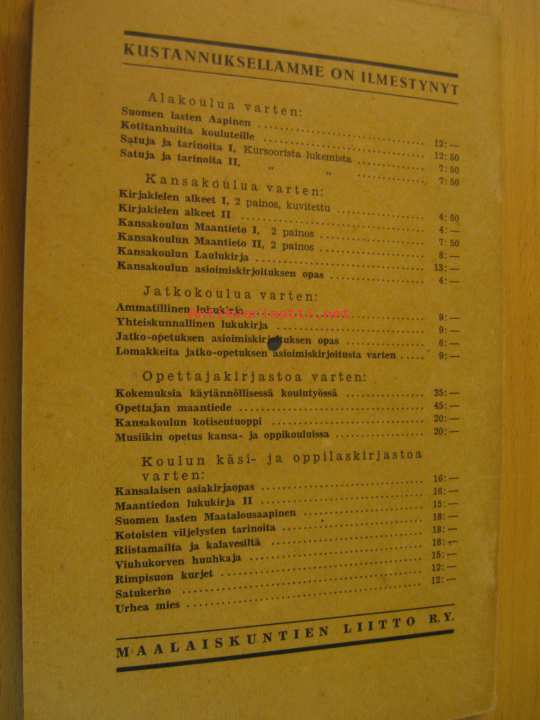 KUSTANNUKSELLAMME ON ILMESTYNYT
Alakoulua varten:
Suomen lasten Aapinen .......... 12: —
Kotitanhuilta kouluteille .......... 12: 50
Satuja ja tarinoita I, Kursoorista lukemista .......... 7: 50
Satuja ja tarinoita II, " " .......... 7: 50
Kansakoulua varten:
Kirjakielen alkeet I, 2 painos, kuvitettu .......... 4: 50
Kirjakielen alkeet II .......... 4: —
Kansakoulun Maantieto I, 2 painos .......... 7: 50
Kansakoulun Maantieto II, 2 painos .......... 8: —
Kansakoulun Laulukirja .......... 13: —
Kansakoulun asioimiskirjoituksen opas .......... 4: —
Jatkokoulua varten:
Ammatillinen lukukirja .......... 9: —
Yhteiskunnallinen lukukirja .......... 9: —
Jatko-opetuksen asioimiskirjoituksen opas .......... 6: —
Lomakkeita jatko-opetuksen asioimiskirjoitusta varten ..... 9: —
Opettajakirjastoa varten:
Kokemuksia käytännöllisessä koulutyössä .......... 35: —
Opettajan maantiede .......... 45: —
Kansakoulun kotiseutuoppi .......... 20: —
Musiikin opetus kansa- ja oppikouluissa .......... 20: —
Koulun käsi- ja oppilaskirjastoa
varten:
Kansalaisen asiakirjaopas .......... 16: —
Maantiedon lukukirja II .......... 16: —
Suomen lasten Maatalousaapinen .......... 15: —
Kotoisten viljelysten tarinoita .......... 18: —
Riistamailta ja kalavesiltä .......... 18: —
Viuhukorven huuhkaja .......... 16: —
Rimpisuon kurjet .......... 15: —
Satukerho .......... 12: —
Urhea mies .......... 12: —
MAALAISKUNTIEN LIITTO R.Y.